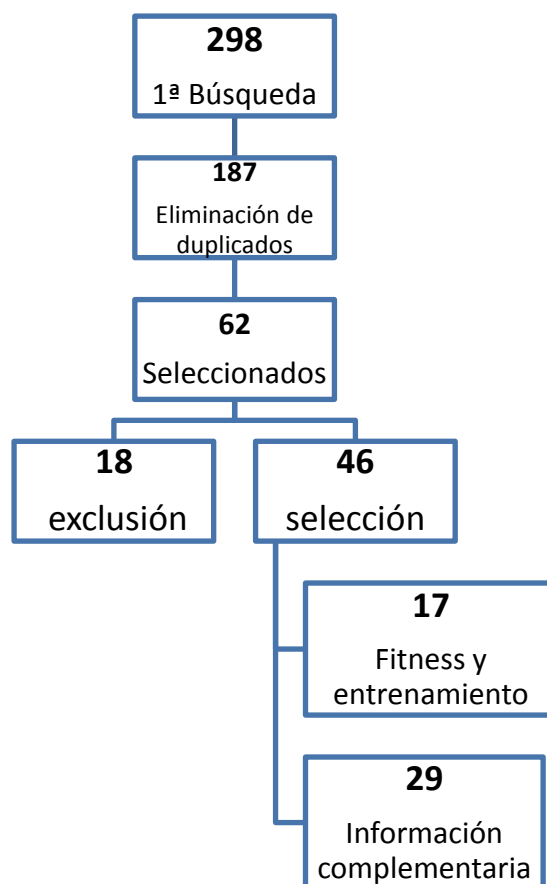 298
1ª Búsqueda
187
Eliminación de
duplicados
62
Seleccionados
18
exclusión
46
selección
17
Fitness y
entrenamiento
29
Información
complementaria